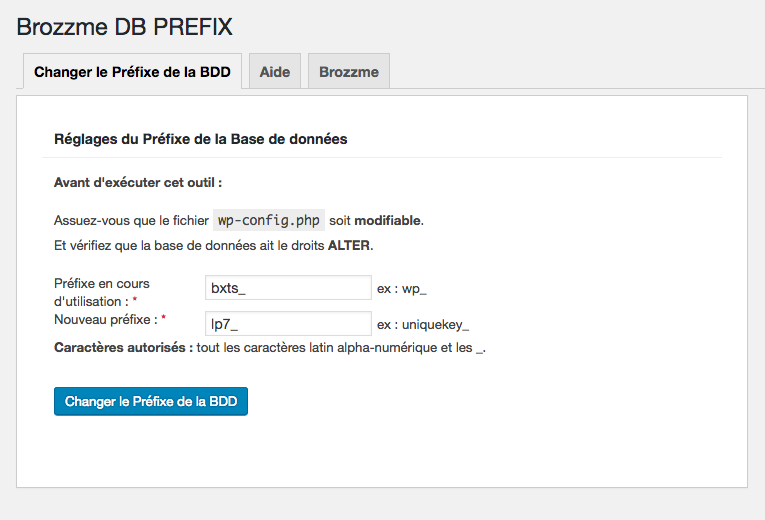 Brozzme DB PREFIX
Changer le Préfixe de la BDD Aide Brozzme
Réglages du Préfixe de la Base de données
Avant d'exécuter cet outil :
Assuez-vous que le fichier wp-config.php soit modifiable.
Et vérifiez que la base de données ait le droits ALTER.
Préfixe en cours
d'utilisation : * bxts_ ex : wp_
Nouveau préfixe : * lp7_ ex : uniquekey_
Caractères autorisés : tout les caractères latin alpha-numérique et les _.
Changer le Préfixe de la BDD